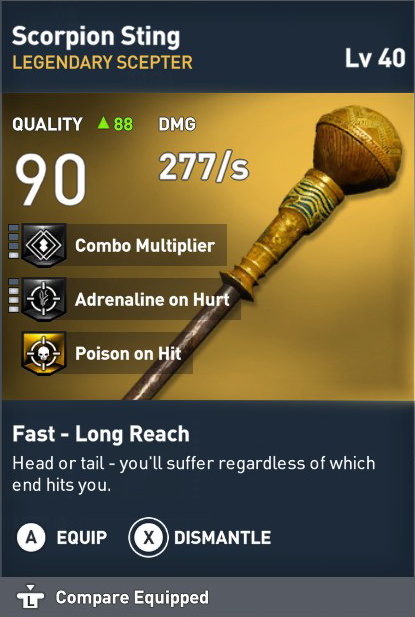 Scorpion Sting
LEGENDARY SCEPTER
Lv 40
QUALITY ▲88 DMG
90 277/s
Combo Multiplier
Adrenaline on Hurt
Poison on Hit
Fast - Long Reach
Head or tail - you'll suffer regardless of which
end hits you.
A EQUIP X DISMANTLE
L Compare Equipped